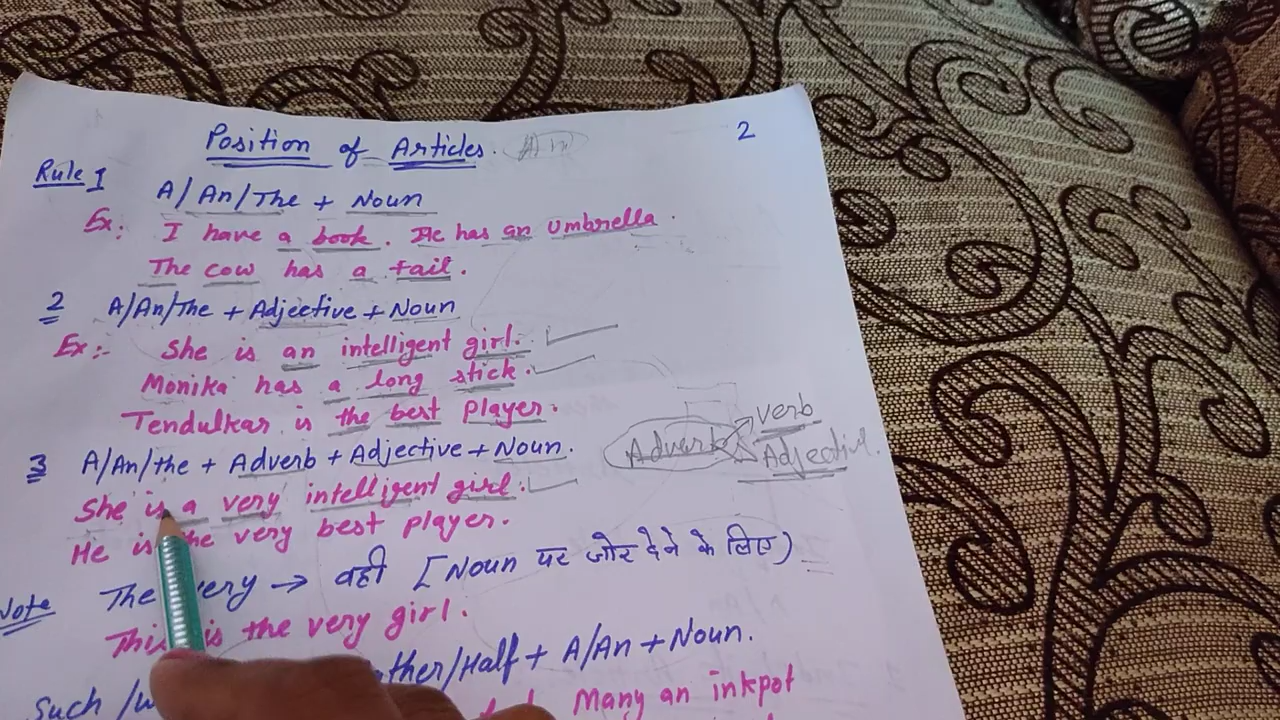 Position of Articles. An
2
Rule I
A/An/The + Noun
Ex: I have a book. He has an umbrella.
The cow has a tail.
2 A/An/The + Adjective + Noun
Ex:- She is an intelligent girl.
Monika has a long stick.
Tendulkar is the best player.
3 A/An/the + Adverb + Adjective + Noun.
Adverb verb
Adjective.
She is a very intelligent girl.
He is the very best player.
Note The very → वही [Noun पर जोर देने के लिए)
This is the very girl.
Such /ther/Half + A/An + Noun.
Many an inkpot